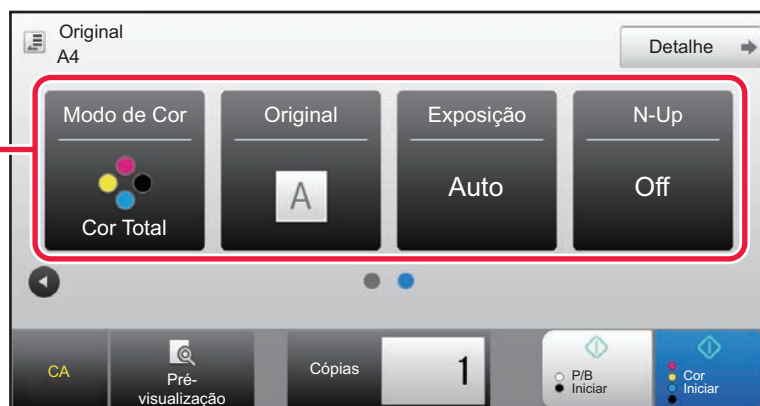 Original
A4
Detalhe
Modo de Cor
Original
Exposição
N-Up
A
Auto
Off
Cor Total
CA
Pré-
visualização
Cópias
1
P/B
Iniciar
Cor
Iniciar